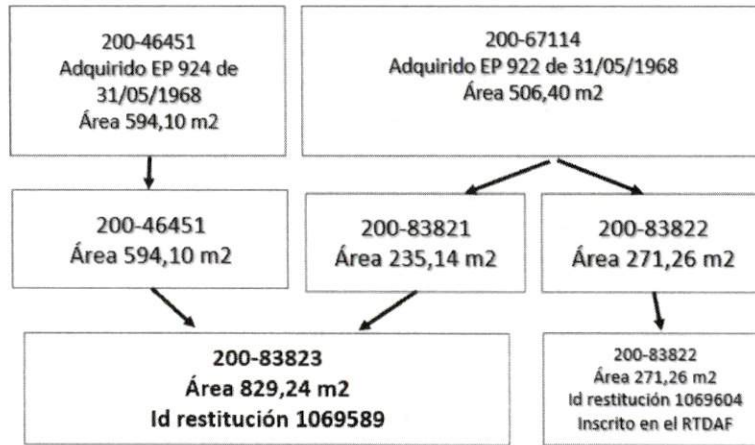 200-46451
Adquirido EP 924 de
31/05/1968
Área 594,10 m2
200-67114
Adquirido EP 922 de 31/05/1968
Área 506,40 m2
200-46451
Área 594,10 m2
200-83821
Área 235,14 m2
200-83822
Área 271,26 m2
200-83823
Área 829,24 m2
Id restitución 1069589
200-83822
Área 271,26 m2
Id restitución 1069604
Inscrito en el RTDAF